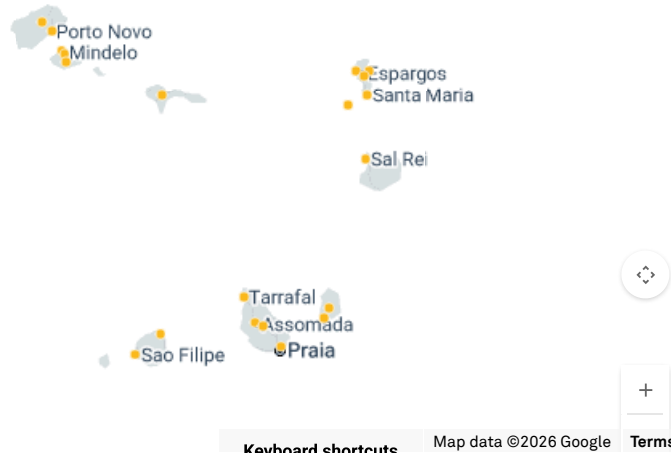 Porto Novo
Mindelo
Espargos
Santa Maria
Sal Rei
Tarrafal
Assomada
Praia
Sao Filipe
+
Keyboard shortcuts
Map data ©2026 Google
Terms